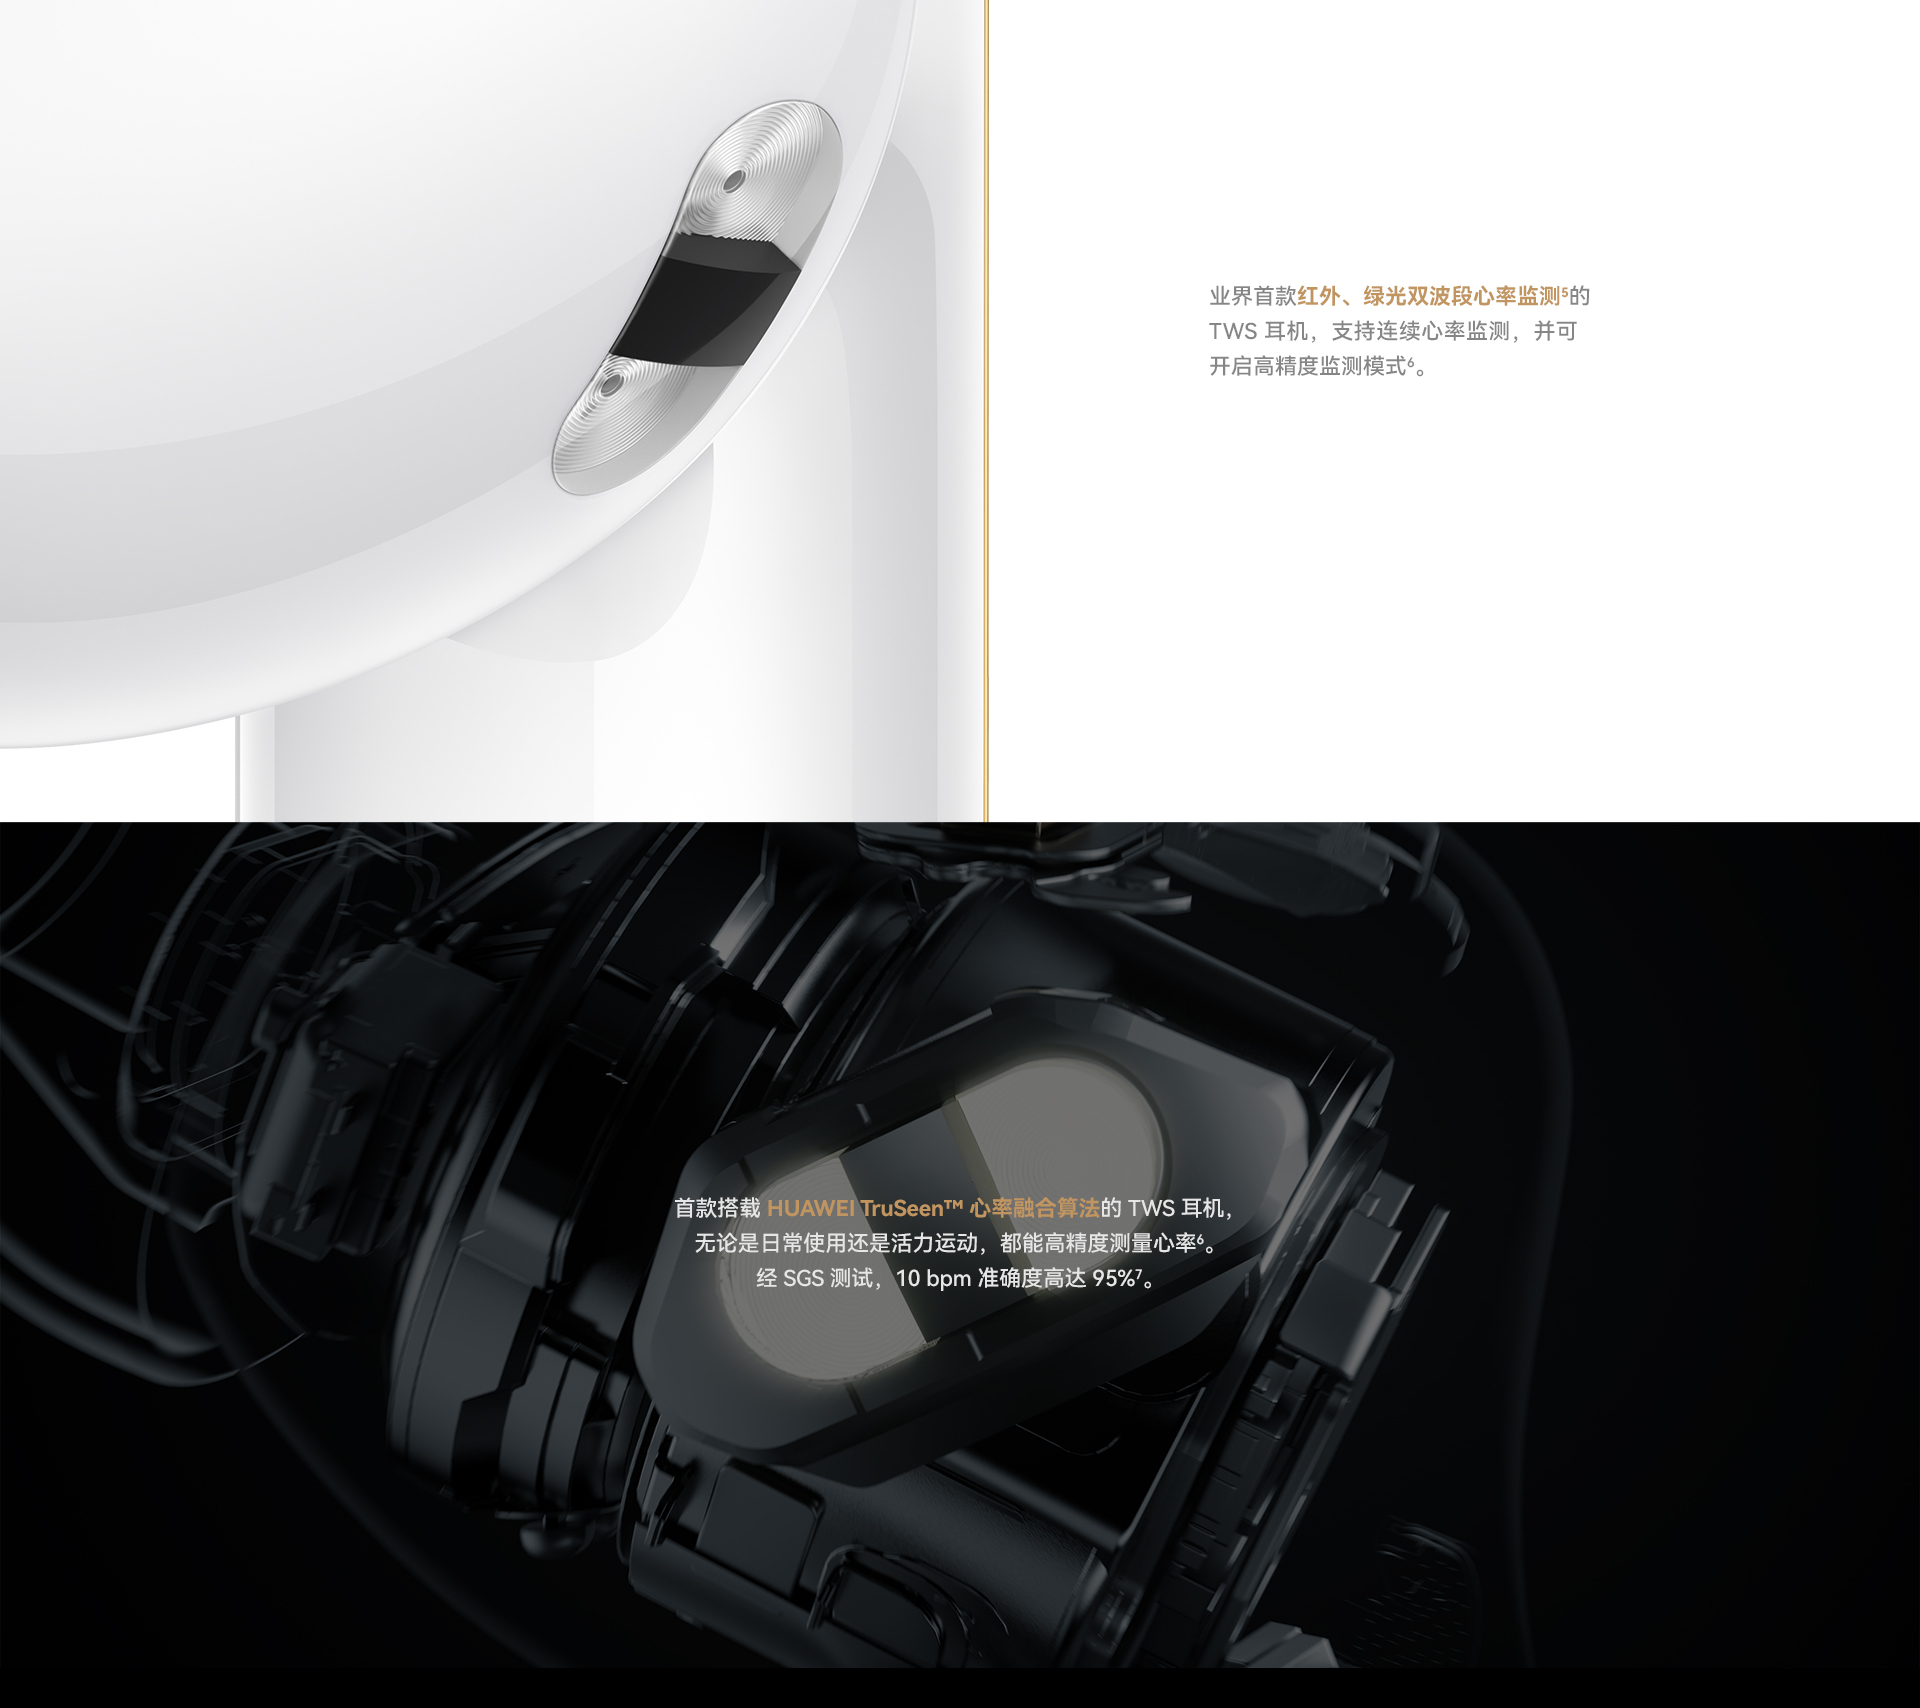 业界首款红外、绿光双波段心率监测⁵的
TWS 耳机，支持连续心率监测，并可
开启高精度监测模式⁶。
首款搭载 HUAWEI TruSeen™ 心率融合算法的 TWS 耳机，
无论是日常使用还是活力运动，都能高精度测量心率⁶。
经 SGS 测试，10 bpm 准确度高达 95%⁷。